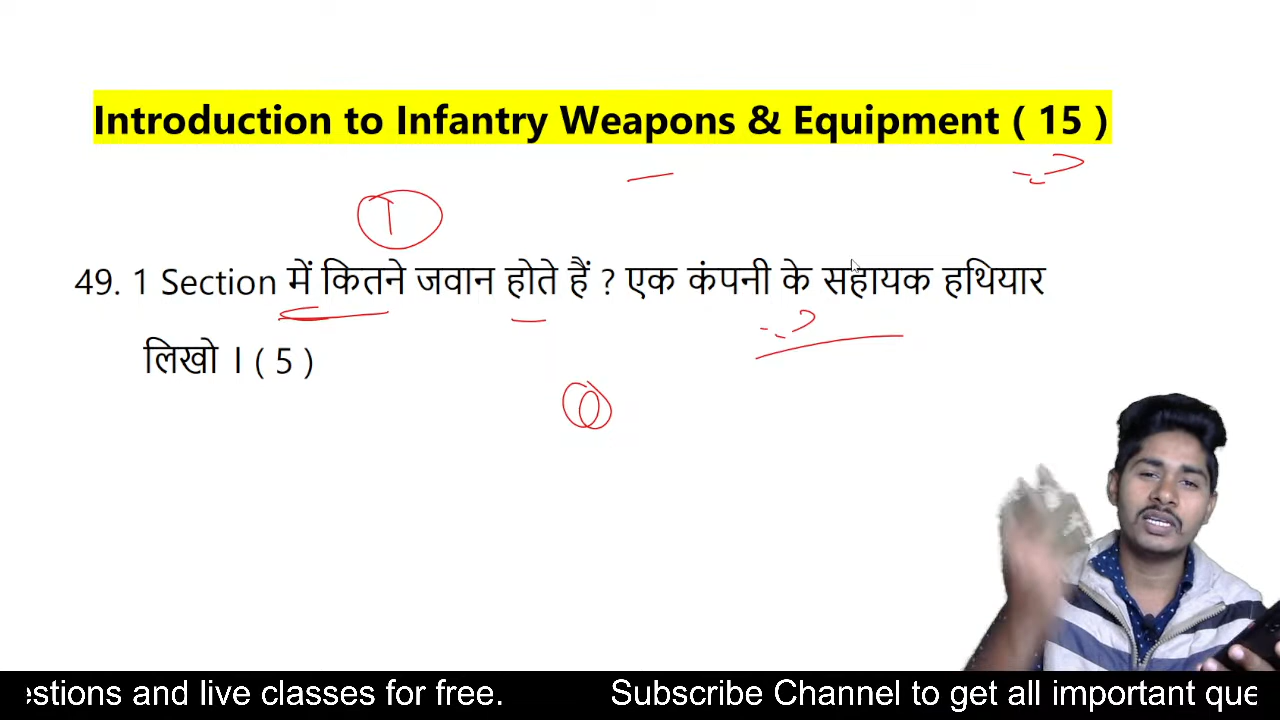 Introduction to Infantry Weapons & Equipment ( 15 )
1
49. 1 Section में कितने जवान होते हैं ? एक कंपनी के सहायक हथियार
लिखो । ( 5 )
estions and live classes for free. Subscribe Channel to get all important que